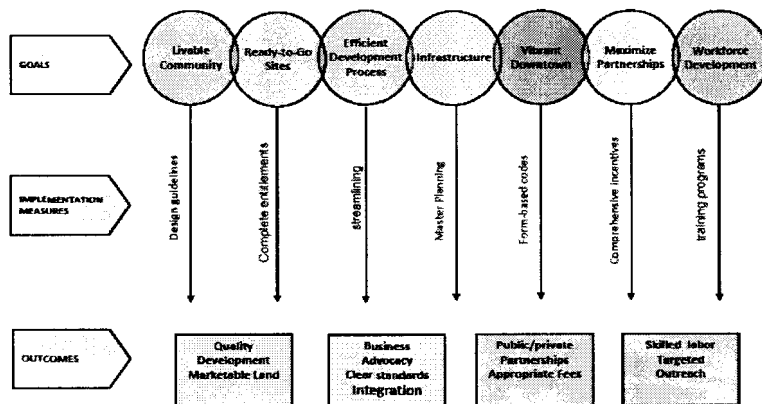 GOALS
Livable
Community
Ready-to-Go
Sites
Efficient
Development
Process
Infrastructure
Vibrant
Downtown
Maximize
Partnerships
Workforce
Development
IMPLEMENTATION
MEASURES
Design guidelines
Complete entitlements
streamlining
Master Planning
Form-based codes
Comprehensive incentives
training programs
OUTCOMES
Quality
Development
Marketable Land
Business
Advocacy
Clear standards
Integration
Public/private
Partnerships
Appropriate Fees
Skilled labor
Targeted
Outreach